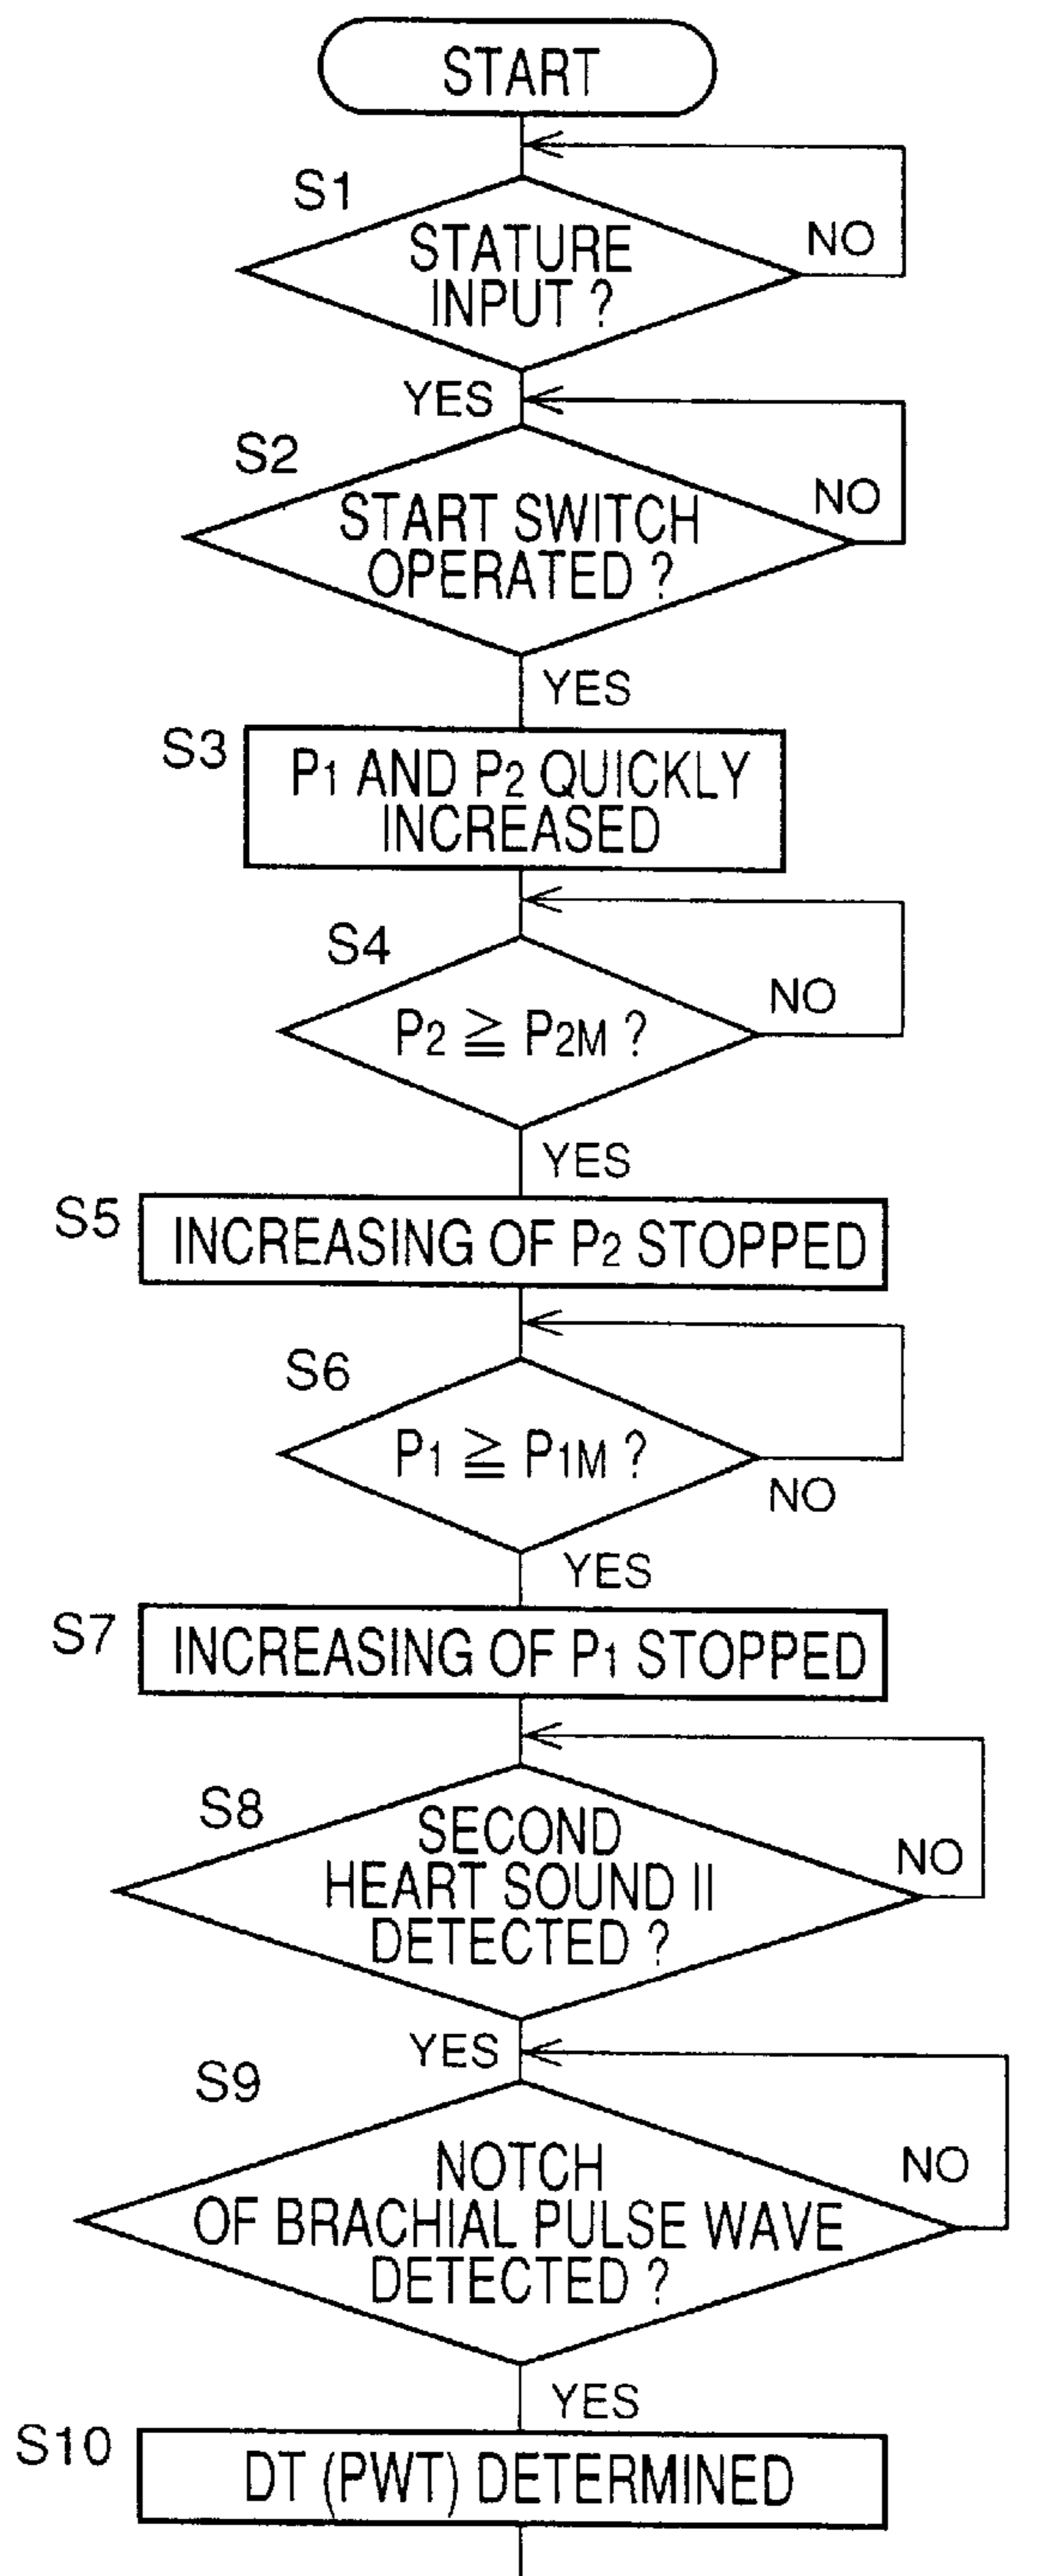 START
S1
STATURE
INPUT ?
NO
YES
S2
START SWITCH
OPERATED ?
NO
YES
S3
P1 AND P2 QUICKLY
INCREASED
S4
P2 ≧ P2M ?
NO
YES
S5
INCREASING OF P2 STOPPED
S6
P1 ≧ P1M ?
NO
YES
S7
INCREASING OF P1 STOPPED
S8
SECOND
HEART SOUND II
DETECTED ?
NO
YES
S9
NOTCH
OF BRACHIAL PULSE WAVE
DETECTED ?
NO
YES
S10
DT (PWT) DETERMINED